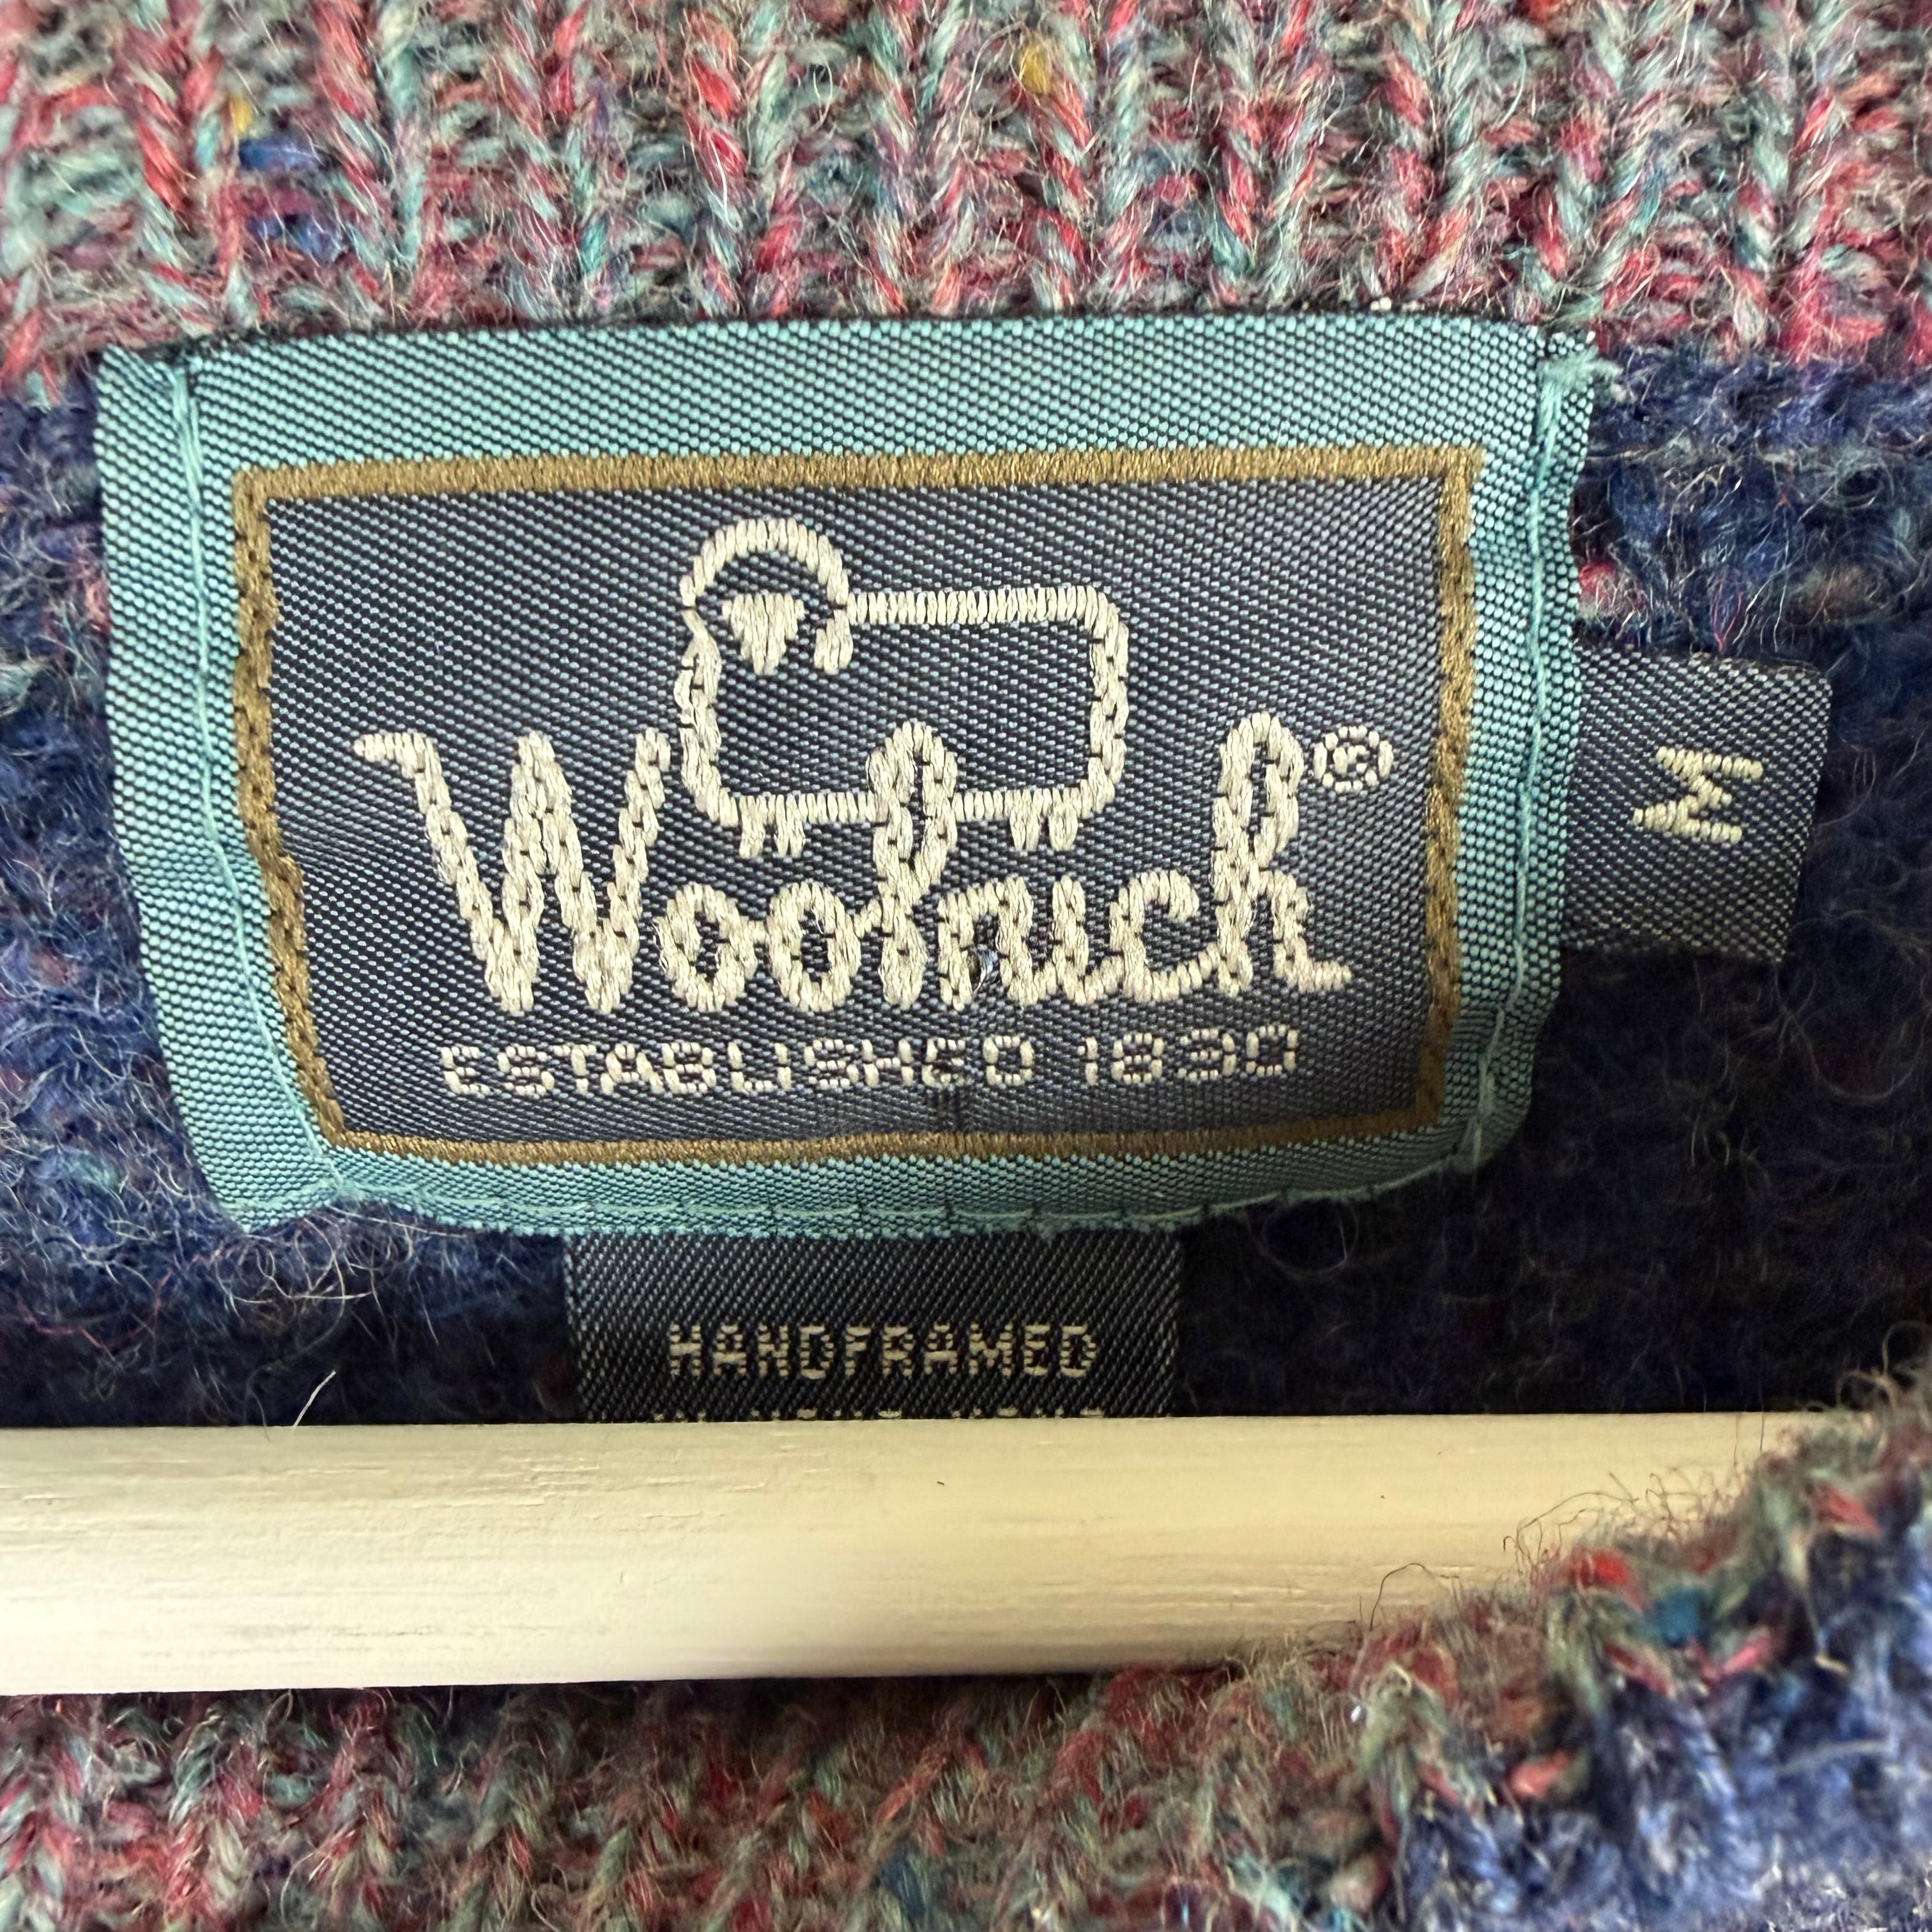 Woolrich®
ESTABLISHED 1830
M
HANDFRAMED